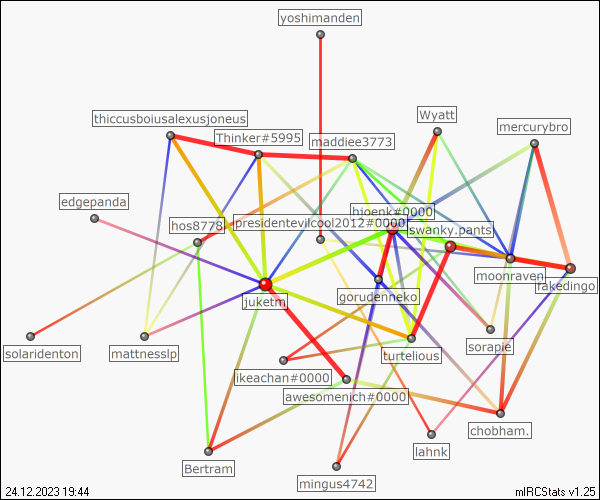 yoshimanden
thiccusboiusalexusjoneus
Wyatt
mercurybro
Thinker#5995
maddiee3773
edgepanda
hos8778
presidentevilcool2012#0000
hjoenk#0000
swanky.pants
moonraven
fakedingo
juketm
gorudenneko
solaridenton
mattnesslp
turtelious
sorapie
ikeachan#0000
awesomenich#0000
chobham.
lahnk
Bertram
mingus4742
24.12.2023 19:44
mIRCStats v1.25